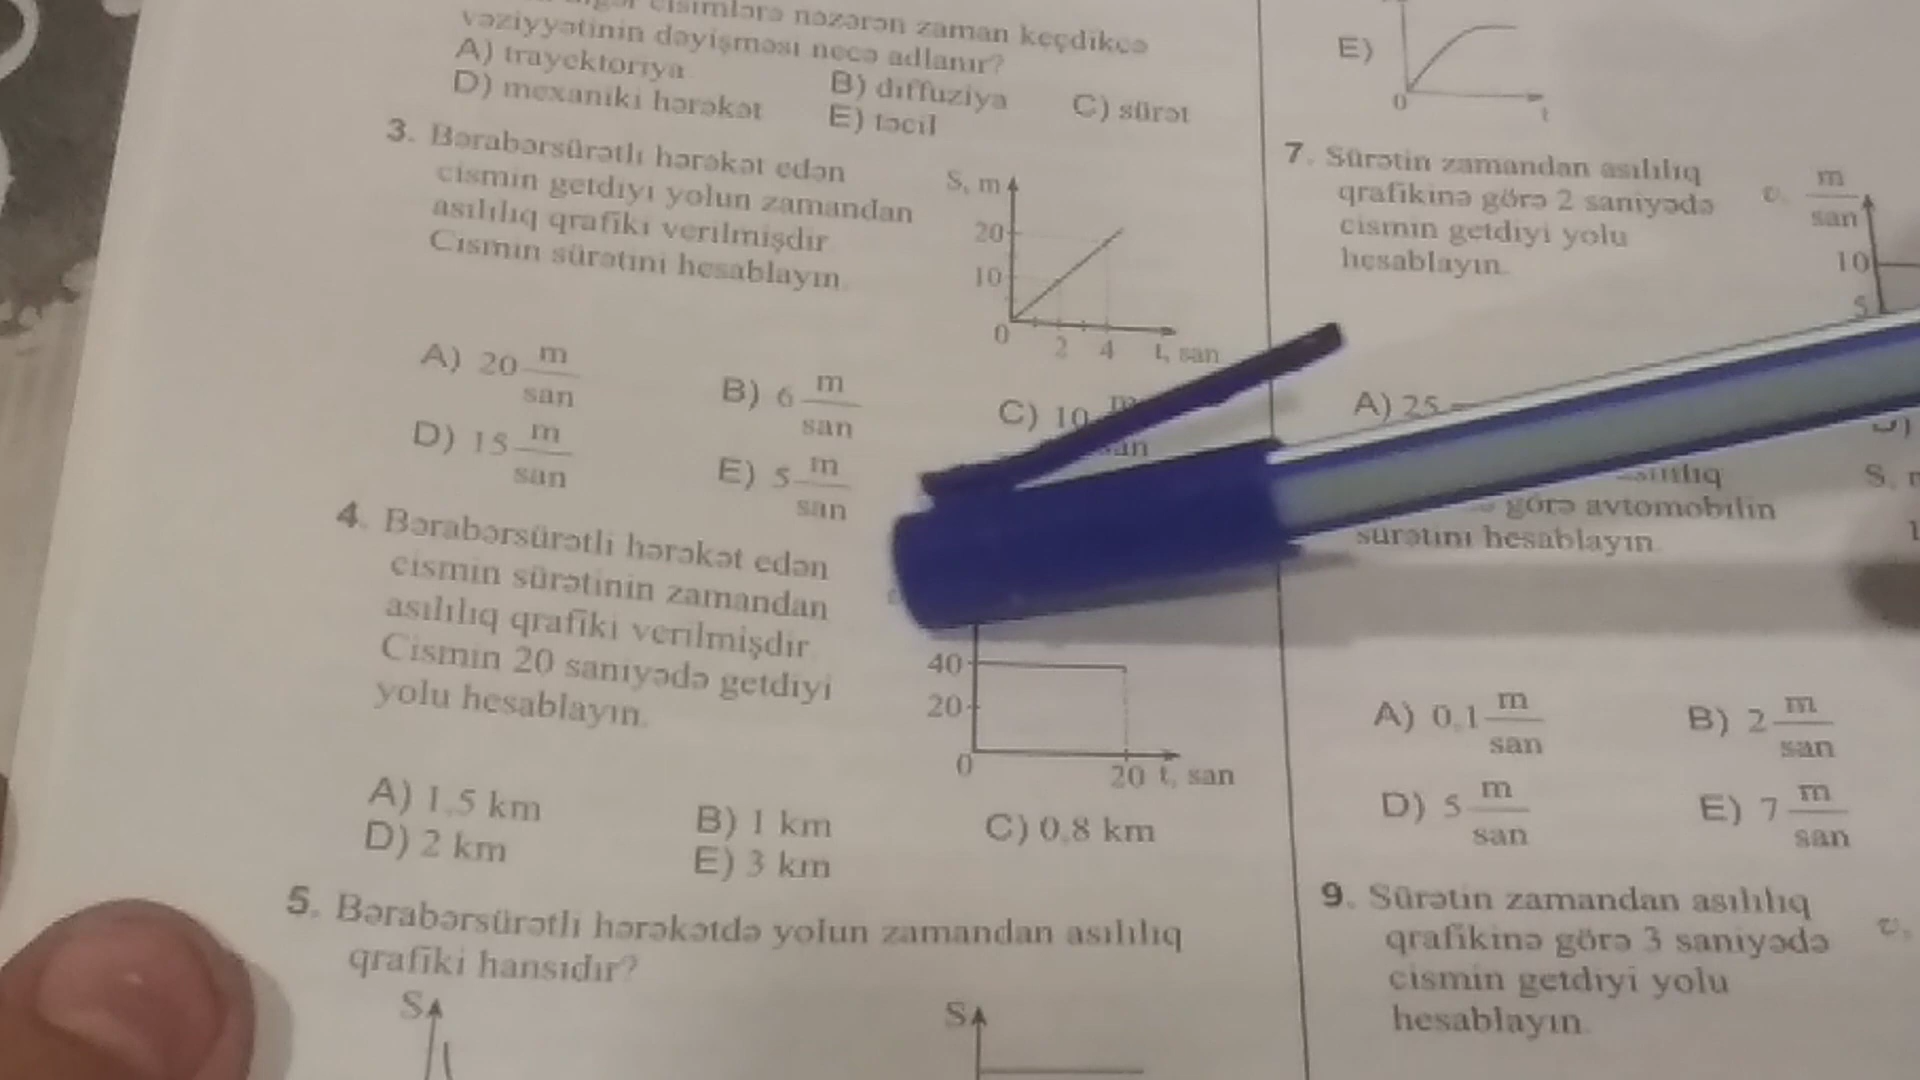 cisimlərə nəzərən zaman keçdikcə
vəziyyətinin dəyişməsi necə adlanır?
A) trayektoriya
B) diffuziya
C) sürət
D) mexaniki hərəkət
E) təcil
3. Bərabərsürətli hərəkət edən
cismin getdiyi yolun zamandan
asılılıq qrafiki verilmişdir
Cismin sürətini hesablayın.
S, m
20
10
0
2 4 t, san
A) 20 m/san
B) 6 m/san
C) 10
D) 15 m/san
E) 5 m/san
4. Bərabərsürətli hərəkət edən
cismin sürətinin zamandan
asılılıq qrafiki verilmişdir.
Cismin 20 saniyədə getdiyi
yolu hesablayın.
40
20
0
20 t, san
A) 1,5 km
B) 1 km
C) 0,8 km
D) 2 km
E) 3 km
5. Bərabərsürətli hərəkətdə yolun zamandan asılılıq
qrafiki hansıdır?
S
S
E)
0
t
7. Sürətin zamandan asılılıq
qrafikinə görə 2 saniyədə
cismin getdiyi yolu
hesablayın.
υ, m/san
10
5
A) 25
görə avtomobilin
sürətini hesablayın.
S,
A) 0,1 m/san
B) 2 m/san
D) 5 m/san
E) 7 m/san
9. Sürətin zamandan asılılıq
qrafikinə görə 3 saniyədə
cismin getdiyi yolu
hesablayın.
υ,